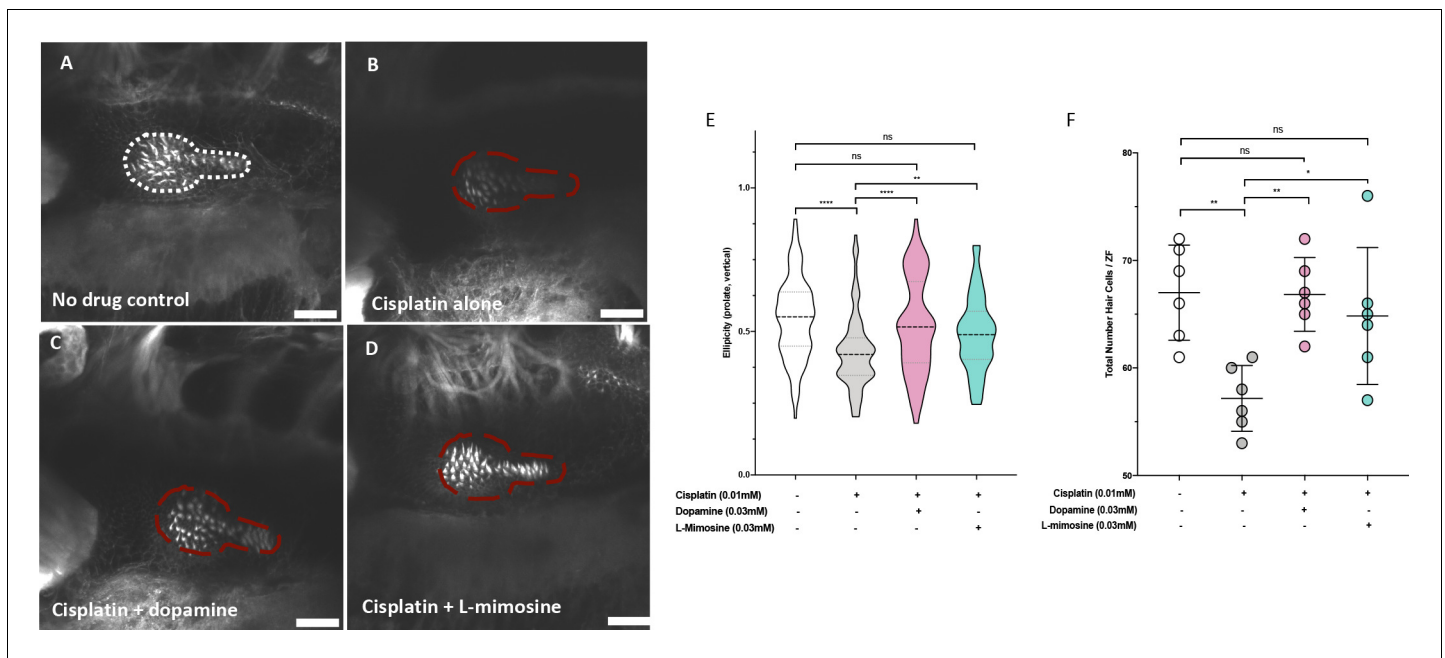 A
No drug control
B
Cisplatin alone
C
Cisplatin + dopamine
D
Cisplatin + L-mimosine
E
ns
ns
**
****
****
Ellipicity (prolate, vertical)
1.0
0.5
0.0
Cisplatin (0.01mM) - + + +
Dopamine (0.03mM) - - + -
L-Mimosine (0.03mM) - - - +
F
ns
ns
*
**
**
Total Number Hair Cells / ZF
80
70
60
50
Cisplatin (0.01mM) - + + +
Dopamine (0.03mM) - - + -
L-mimosine (0.03mM) - - - +